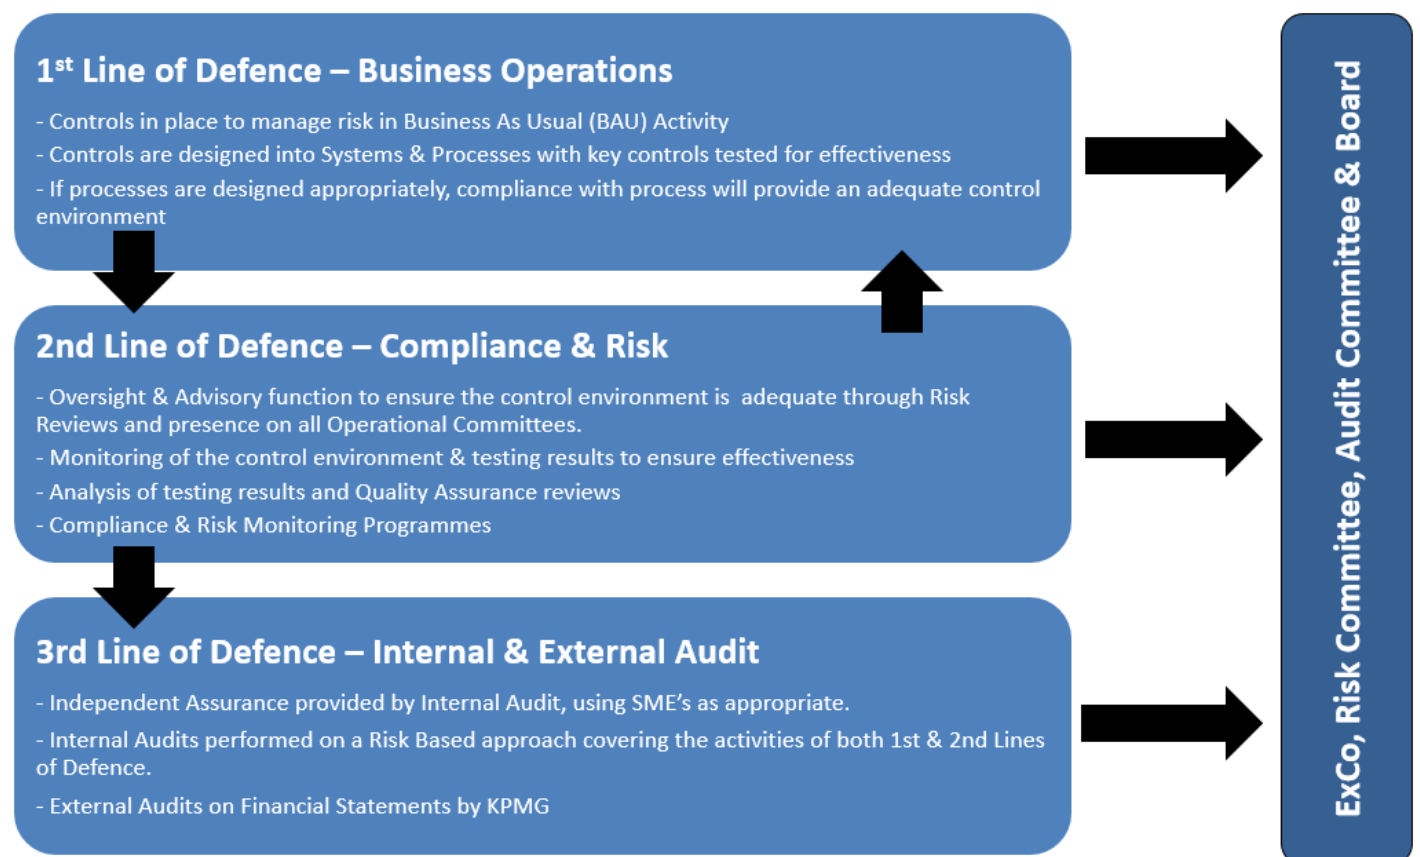 1st Line of Defence – Business Operations
- Controls in place to manage risk in Business As Usual (BAU) Activity
- Controls are designed into Systems & Processes with key controls tested for effectiveness
- If processes are designed appropriately, compliance with process will provide an adequate control
environment
2nd Line of Defence – Compliance & Risk
- Oversight & Advisory function to ensure the control environment is  adequate through Risk
Reviews and presence on all Operational Committees.
- Monitoring of the control environment & testing results to ensure effectiveness
- Analysis of testing results and Quality Assurance reviews
- Compliance & Risk Monitoring Programmes
3rd Line of Defence – Internal & External Audit
- Independent Assurance provided by Internal Audit, using SME’s as appropriate.
- Internal Audits performed on a Risk Based approach covering the activities of both 1st & 2nd Lines
of Defence.
- External Audits on Financial Statements by KPMG
ExCo, Risk Committee, Audit Committee & Board